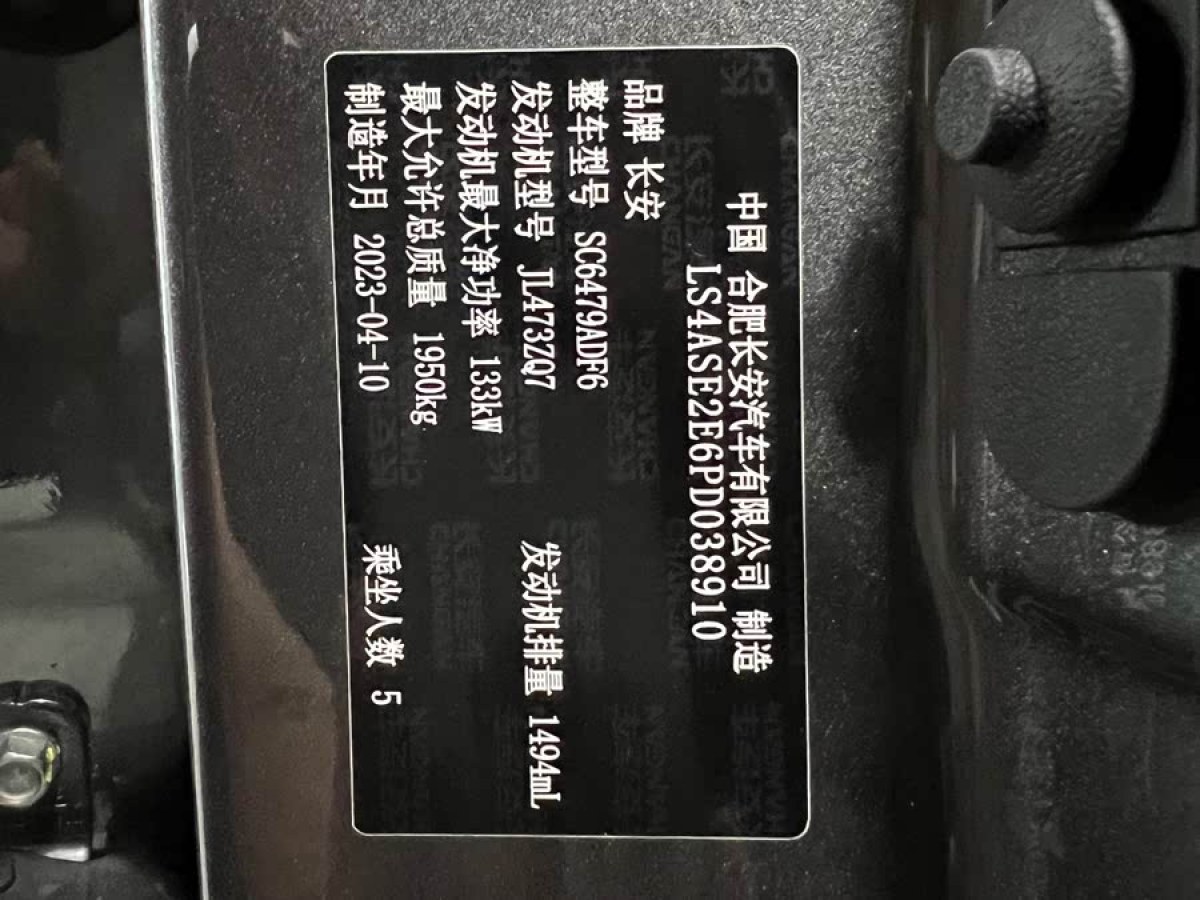 中国 合肥长安汽车有限公司 制造
LS4ASE2E6PD038910
品牌 长安
整车型号 SC6479ADF6
发动机型号 JL473ZQ7 发动机排量 1494mL
发动机最大净功率 133kW
最大允许总质量 1950kg
制造年月 2023-04-10 乘坐人数 5